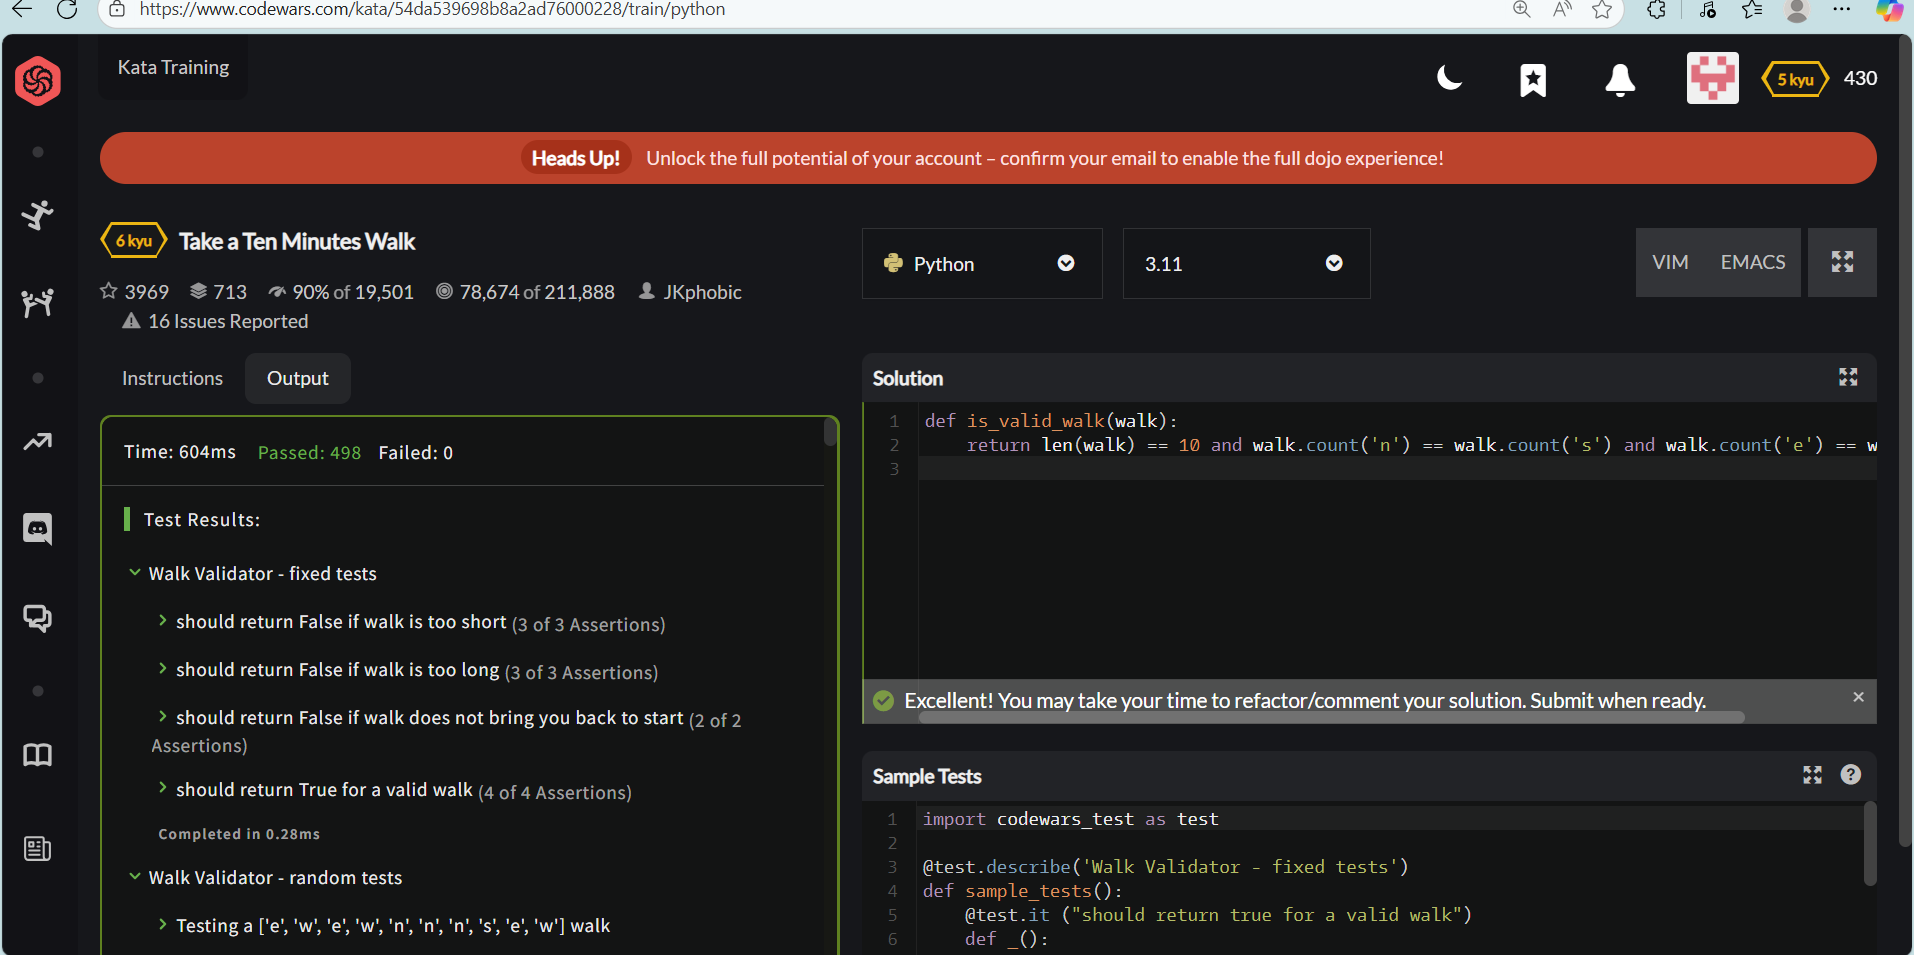 https://www.codewars.com/kata/54da539698b8a2ad76000228/train/python
Kata Training
5 kyu
430
Heads Up! Unlock the full potential of your account – confirm your email to enable the full dojo experience!
6 kyu Take a Ten Minutes Walk
3969 713 90% of 19,501 78,674 of 211,888 JKphobic
16 Issues Reported
Python
3.11
VIM EMACS
Instructions Output
Time: 604ms Passed: 498 Failed: 0
Test Results:
Walk Validator - fixed tests
should return False if walk is too short (3 of 3 Assertions)
should return False if walk is too long (3 of 3 Assertions)
should return False if walk does not bring you back to start (2 of 2
Assertions)
should return True for a valid walk (4 of 4 Assertions)
Completed in 0.28ms
Walk Validator - random tests
Testing a ['e', 'w', 'e', 'w', 'n', 'n', 'n', 's', 'e', 'w'] walk
Solution
1 def is_valid_walk(walk):
2 return len(walk) == 10 and walk.count('n') == walk.count('s') and walk.count('e') == w
3
Excellent! You may take your time to refactor/comment your solution. Submit when ready.
Sample Tests
1 import codewars_test as test
2
3 @test.describe('Walk Validator - fixed tests')
4 def sample_tests():
5 @test.it ("should return true for a valid walk")
6 def _():